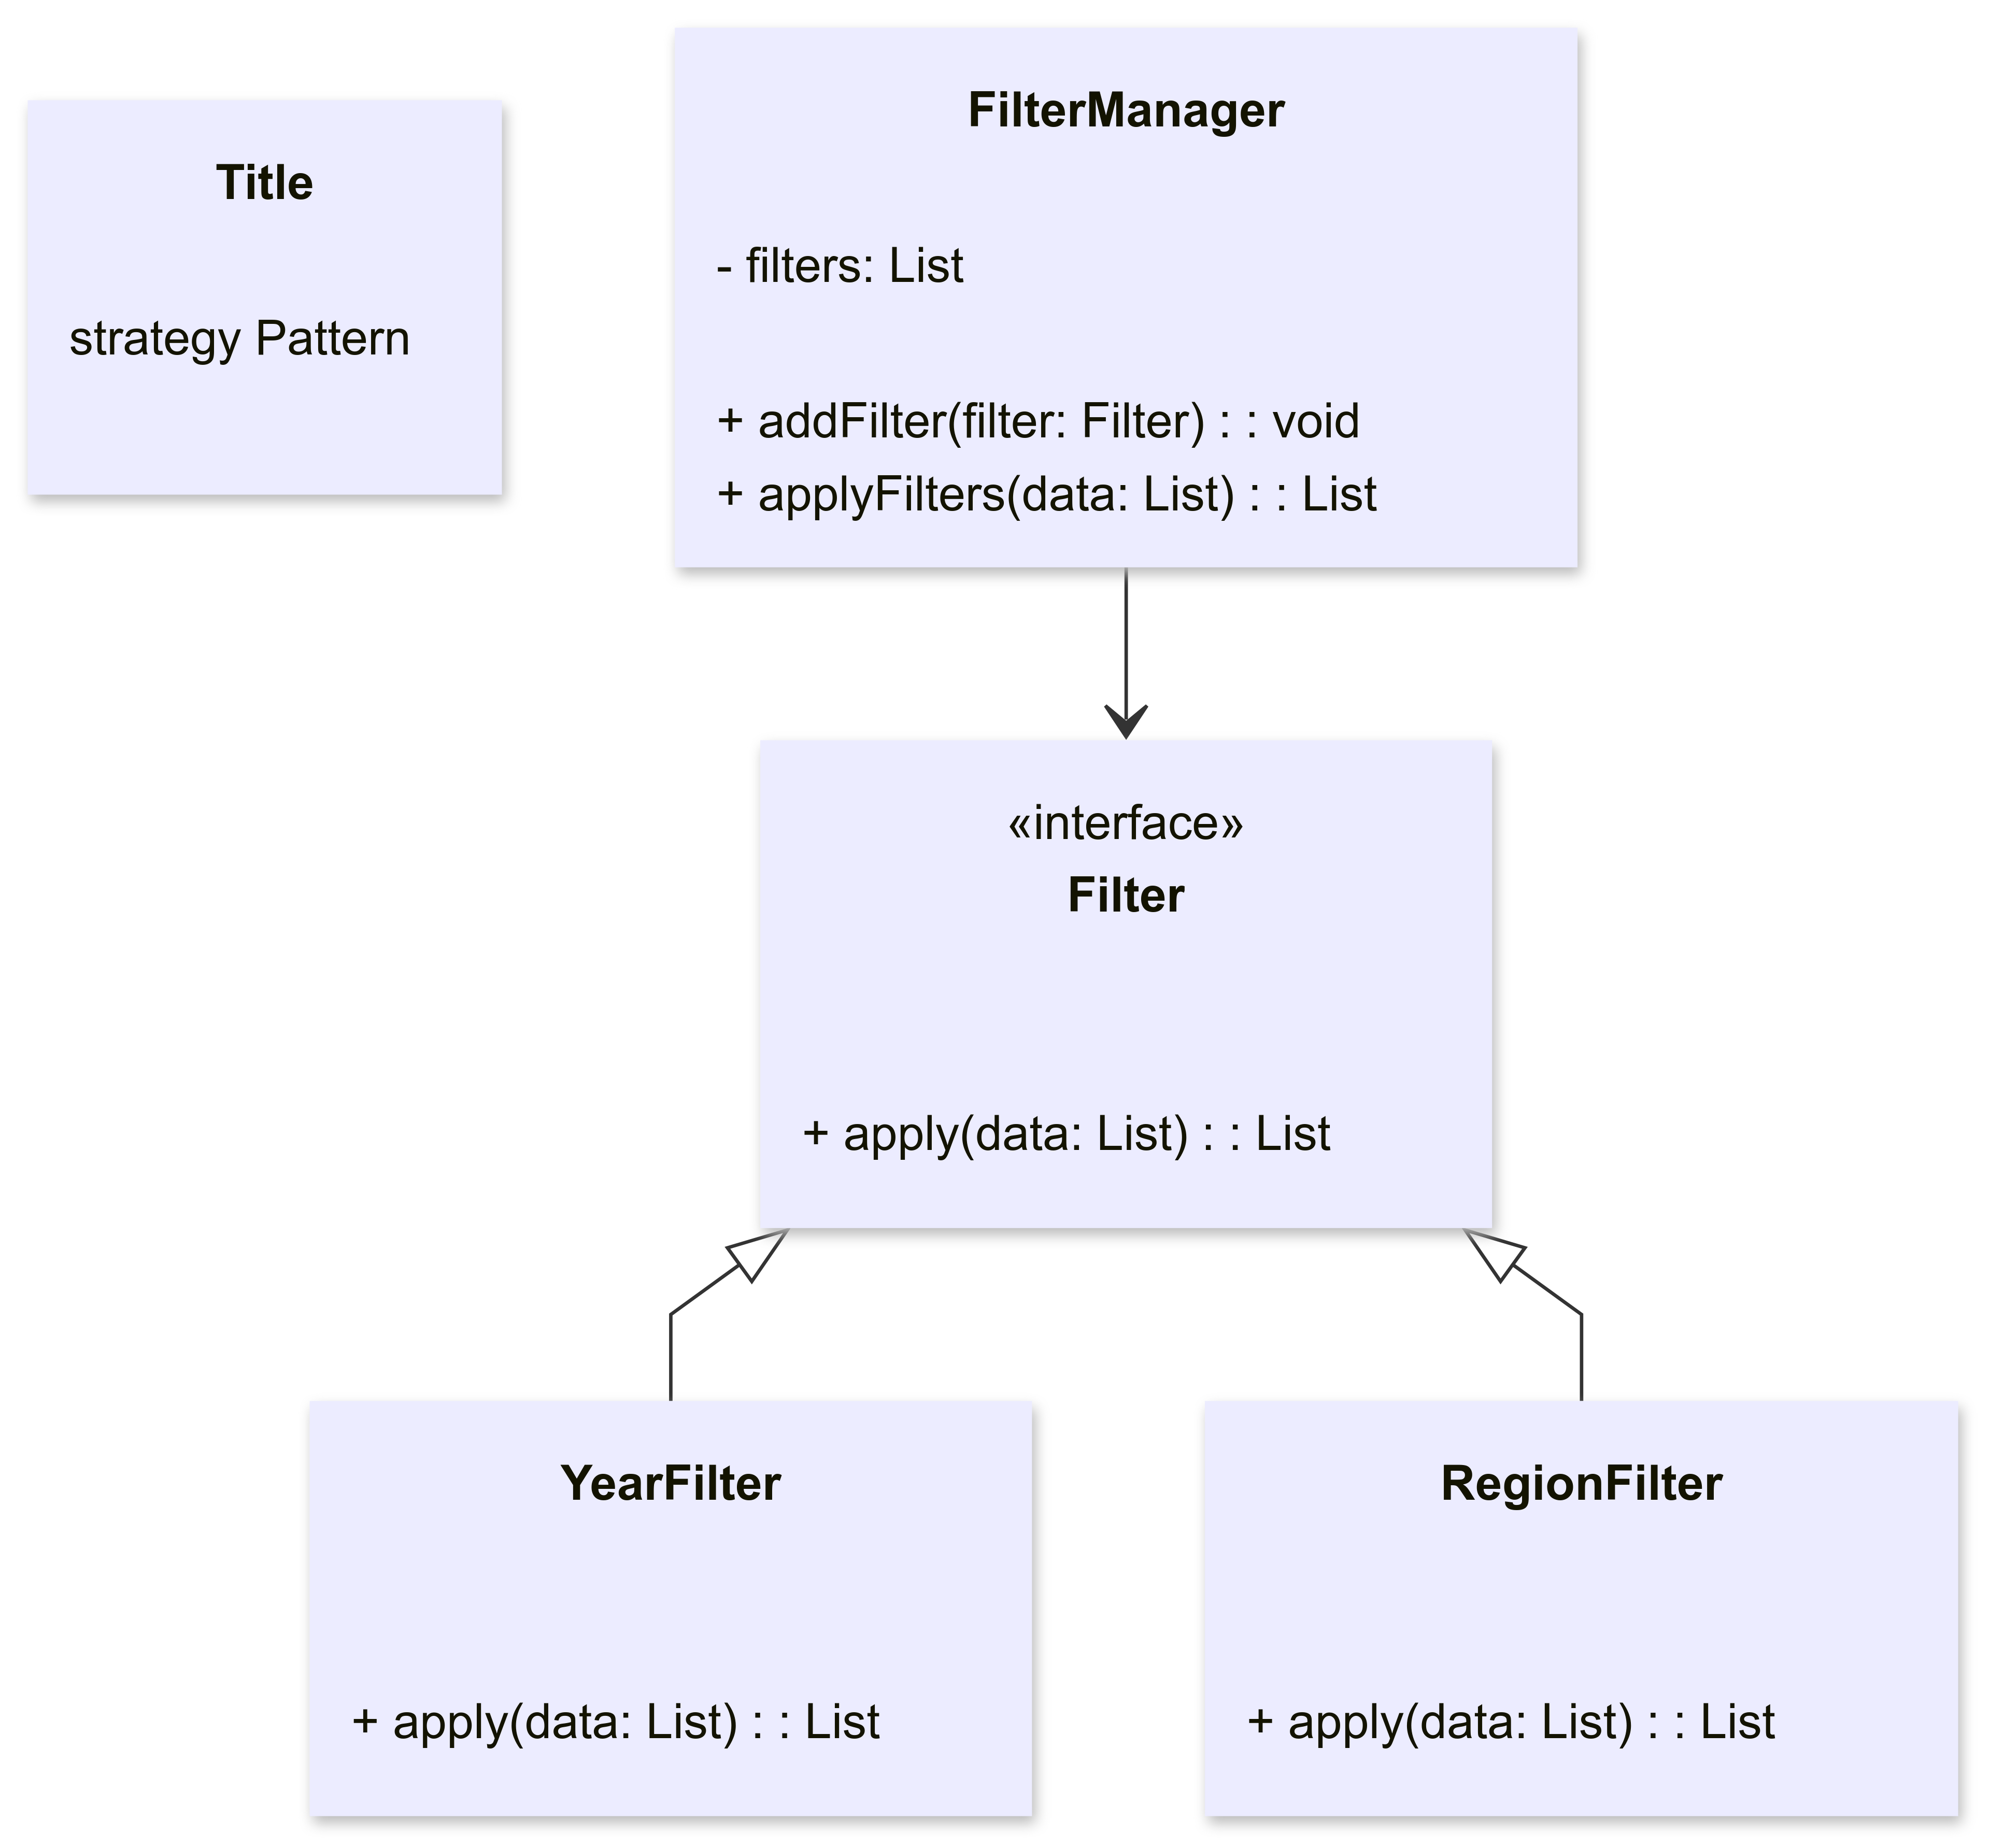 Title
strategy Pattern
FilterManager
- filters: List
+ addFilter(filter: Filter) : : void
+ applyFilters(data: List) : : List
«interface»
Filter
+ apply(data: List) : : List
YearFilter
+ apply(data: List) : : List
RegionFilter
+ apply(data: List) : : List